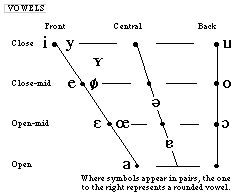 VOWELS
Front Central Back
Close i y u
ʏ
Close-mid e ø o
ə
Open-mid ɛ œ ɔ
ɐ
Open a
Where symbols appear in pairs, the one
to the right represents a rounded vowel.